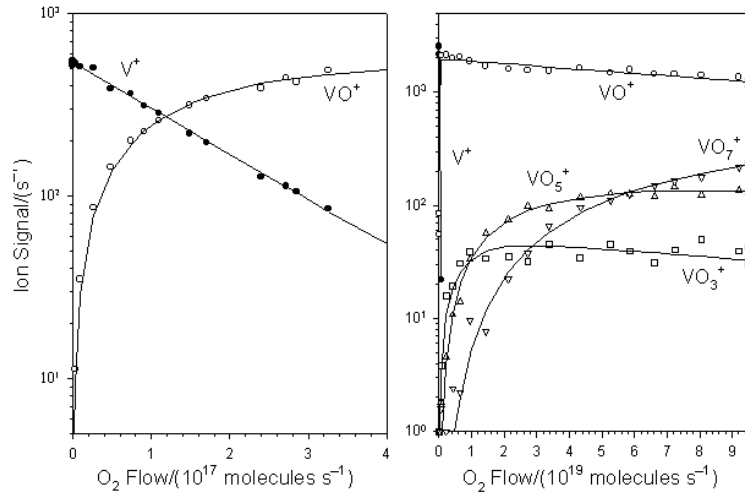 10³
10²
10¹
Ion Signal/(s⁻¹)
V⁺
VO⁺
0 1 2 3 4
O₂ Flow/(10¹⁷ molecules s⁻¹)
10³
10²
10¹
10⁰
VO⁺
V⁺
VO₅⁺
VO₇⁺
VO₃⁺
0 1 2 3 4 5 6 7 8 9
O₂ Flow/(10¹⁹ molecules s⁻¹)